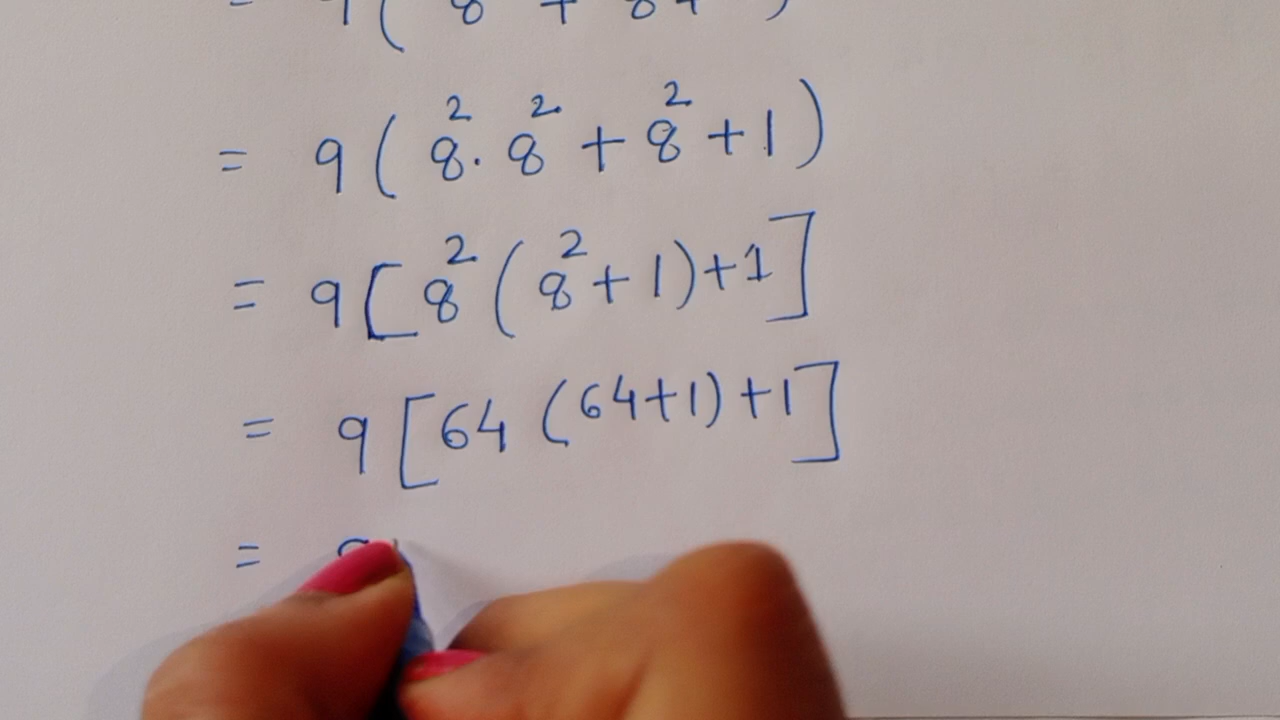 = 9(8² · 8² + 8² + 1)
= 9[8²(8² + 1) + 1]
= 9[64(64+1)+1]
=